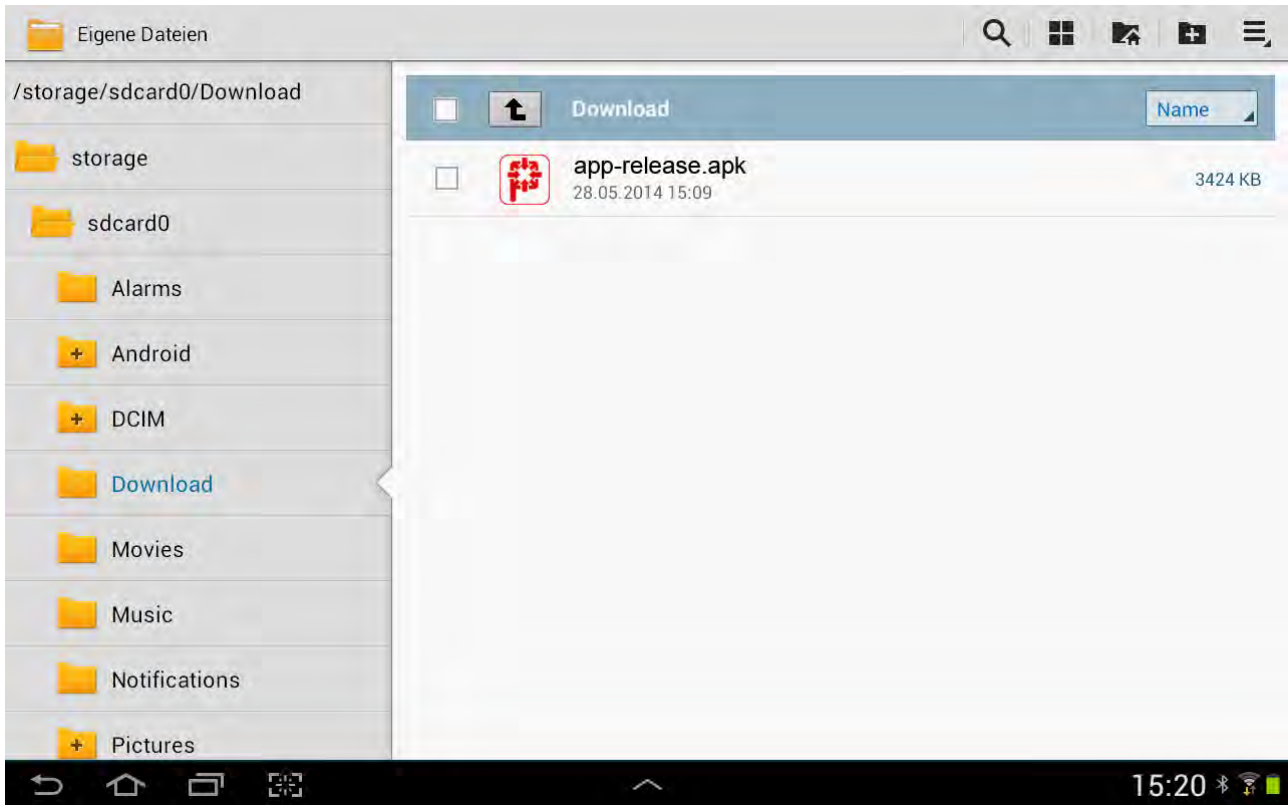 Eigene Dateien
/storage/sdcard0/Download
storage
sdcard0
Alarms
Android
DCIM
Download
Movies
Music
Notifications
Pictures
Download
Name
app-release.apk
28.05.2014 15:09
3424 KB
15:20